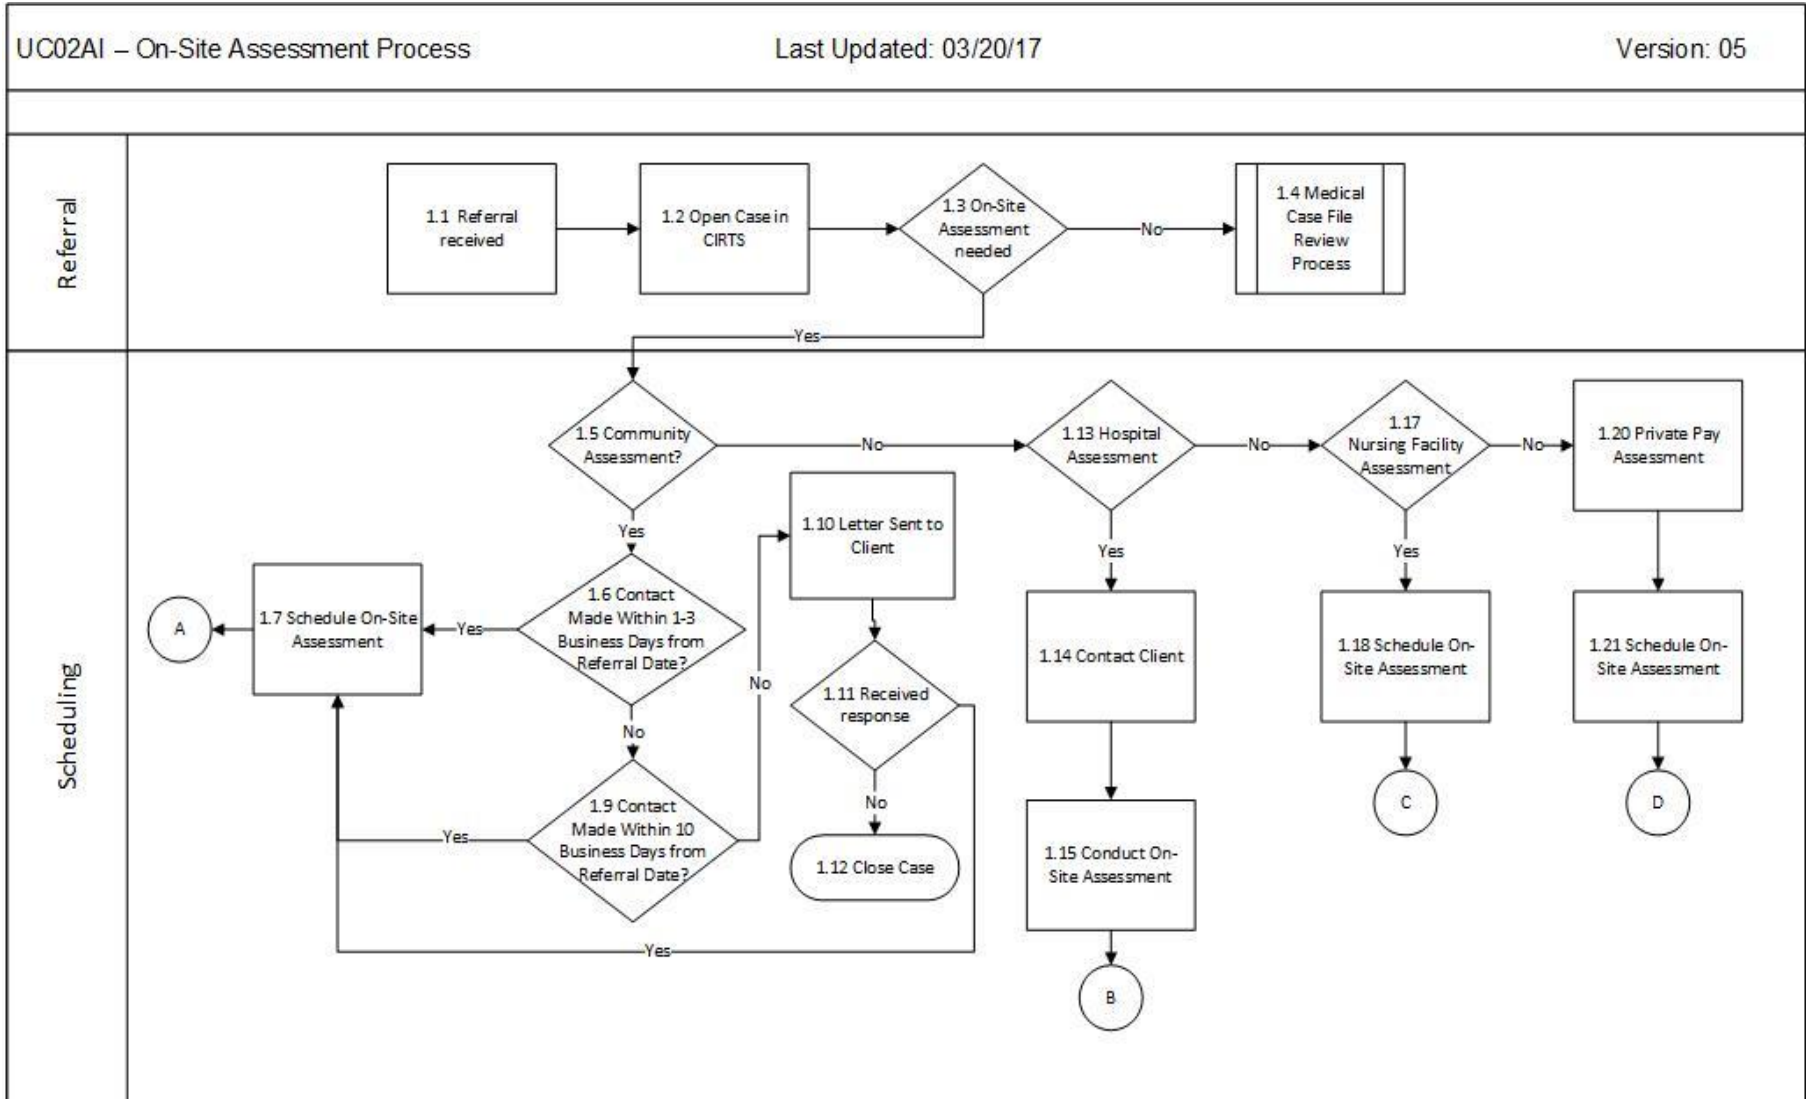 UC02AI – On-Site Assessment Process
Last Updated: 03/20/17
Version: 05
Referral
1.1 Referral
received
1.2 Open Case in
CIRTS
1.3 On-Site
Assessment
needed
No
1.4 Medical
Case File
Review
Process
Yes
Scheduling
1.5 Community
Assessment?
No
1.13 Hospital
Assessment
No
1.17
Nursing Facility
Assessment
No
1.20 Private Pay
Assessment
Yes
1.10 Letter Sent to
Client
Yes
Yes
A
1.7 Schedule On-Site
Assessment
Yes
1.6 Contact
Made Within 1-3
Business Days from
Referral Date?
No
No
1.11 Received
response
1.14 Contact Client
1.18 Schedule On-
Site Assessment
1.21 Schedule On-
Site Assessment
Yes
1.9 Contact
Made Within 10
Business Days from
Referral Date?
No
1.12 Close Case
1.15 Conduct On-
Site Assessment
C
D
Yes
B